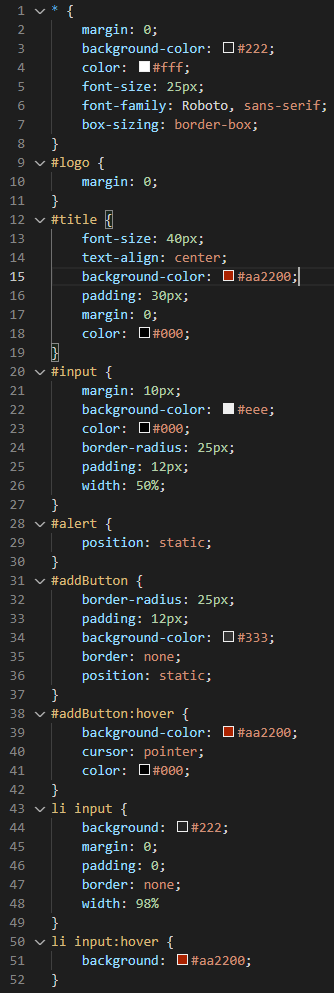 1 * {
2 margin: 0;
3 background-color: #222;
4 color: #fff;
5 font-size: 25px;
6 font-family: Roboto, sans-serif;
7 box-sizing: border-box;
8 }
9 #logo {
10 margin: 0;
11 }
12 #title {
13 font-size: 40px;
14 text-align: center;
15 background-color: #aa2200;
16 padding: 30px;
17 margin: 0;
18 color: #000;
19 }
20 #input {
21 margin: 10px;
22 background-color: #eee;
23 color: #000;
24 border-radius: 25px;
25 padding: 12px;
26 width: 50%;
27 }
28 #alert {
29 position: static;
30 }
31 #addButton {
32 border-radius: 25px;
33 padding: 12px;
34 background-color: #333;
35 border: none;
36 position: static;
37 }
38 #addButton:hover {
39 background-color: #aa2200;
40 cursor: pointer;
41 color: #000;
42 }
43 li input {
44 background: #222;
45 margin: 0;
46 padding: 0;
47 border: none;
48 width: 98%
49 }
50 li input:hover {
51 background: #aa2200;
52 }